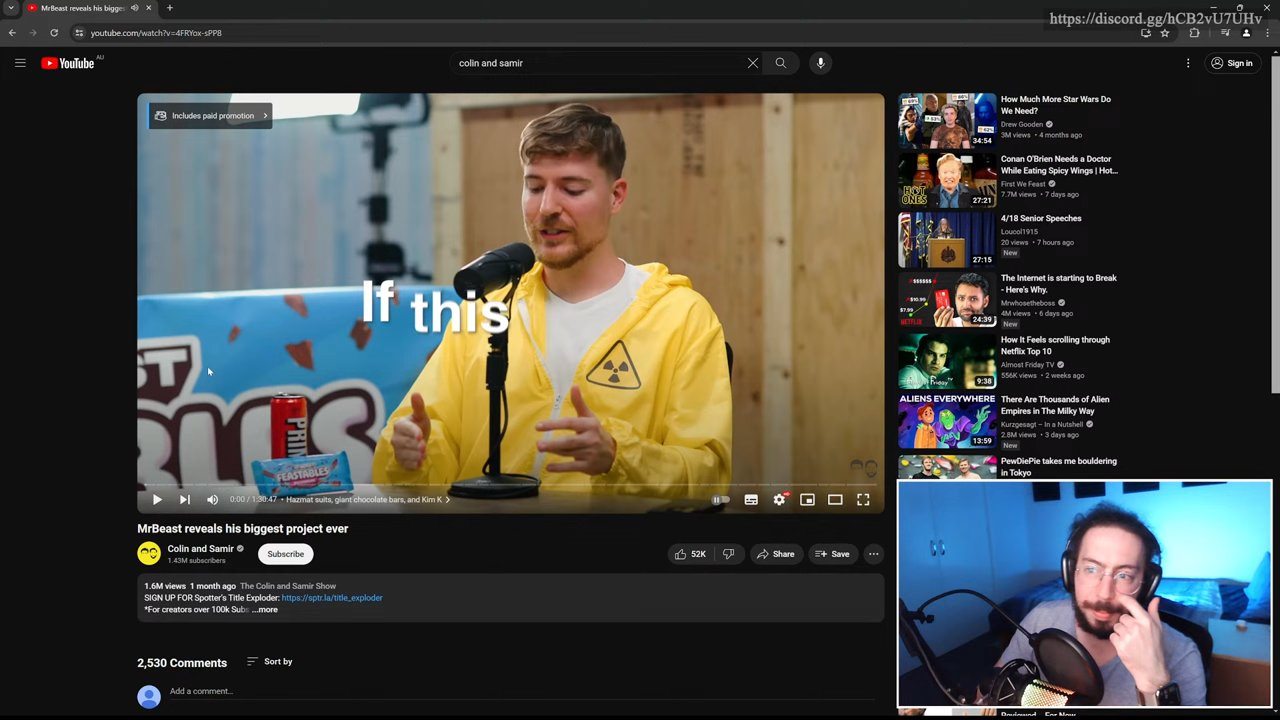 MrBeast reveals his biggest
https://discord.gg/hCB2vU7UHv
youtube.com/watch?v=4FRYox-sPP8
YouTube
AU
colin and samir
Sign in
Includes paid promotion
If this
PRI
FEASTABLES
0:00 / 1:30:47 • Hazmat suits, giant chocolate bars, and Kim K
MrBeast reveals his biggest project ever
Colin and Samir
1.43M subscribers
Subscribe
52K
Share
Save
1.6M views 1 month ago The Colin and Samir Show
SIGN UP FOR Spotter's Title Exploder: https://sptr.la/title_exploder
*For creators over 100k Subs ...more
2,530 Comments
Sort by
Add a comment...
34:54
How Much More Star Wars Do
We Need?
Drew Gooden
3M views • 4 months ago
HOT
ONES
27:21
Conan O'Brien Needs a Doctor
While Eating Spicy Wings | Hot...
First We Feast
7.7M views • 7 days ago
27:15
4/18 Senior Speeches
Loucol1915
20 views • 7 hours ago
New
NETFLIX
24:39
The Internet is starting to Break
- Here's Why.
Mrwhosetheboss
4M views • 6 days ago
New
9:38
How It Feels scrolling through
Netflix Top 10
Almost Friday TV
556K views • 2 weeks ago
ALIENS EVERYWHERE
13:59
There Are Thousands of Alien
Empires in The Milky Way
Kurzgesagt – In a Nutshell
2.8M views • 3 days ago
New
PewDiePie takes me bouldering
in Tokyo